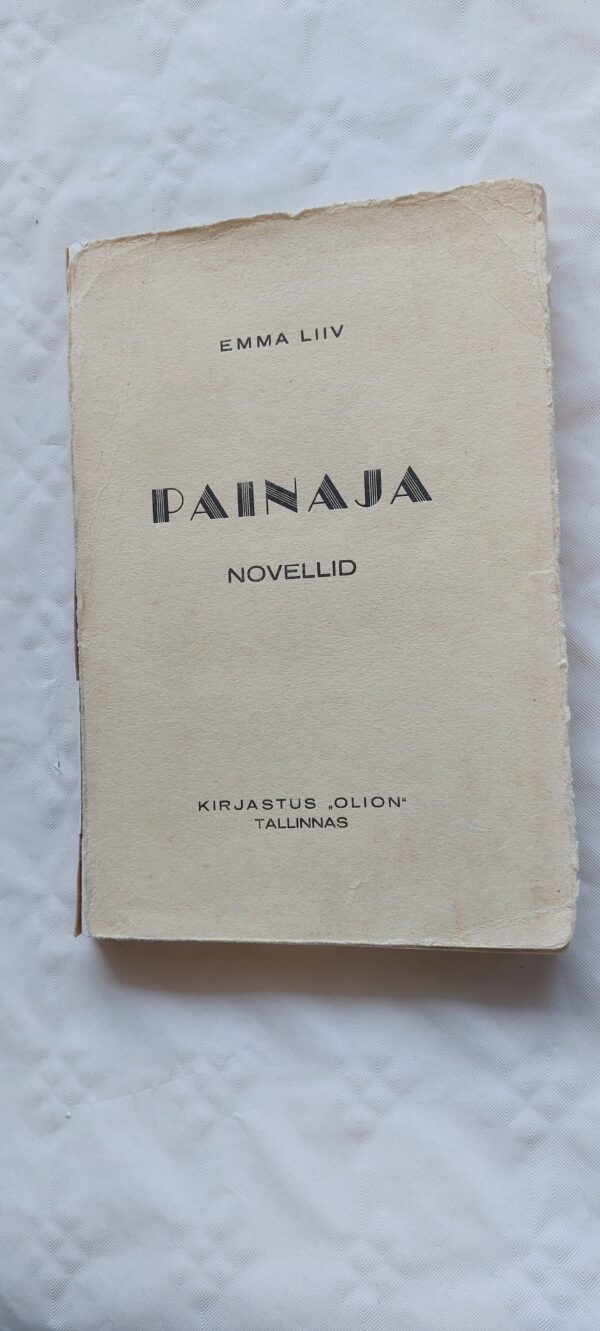 EMMA LIIV
PAINAJA
NOVELLID
KIRJASTUS „OLION“
TALLINNAS